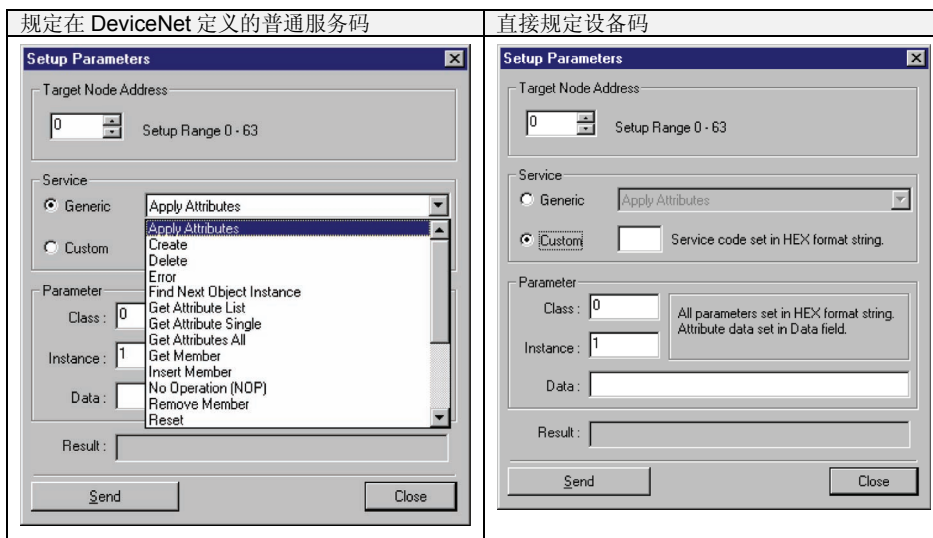 规定在 DeviceNet 定义的普通服务码
Setup Parameters
Target Node Address
0
Setup Range 0 - 63
Service
Generic
Apply Attributes
Custom
Apply Attributes
Create
Delete
Error
Find Next Object Instance
Get Attribute List
Get Attribute Single
Get Attributes All
Get Member
Insert Member
No Operation (NOP)
Remove Member
Reset
Parameter
Class : 0
Instance : 1
Data :
Result :
Send
Close
直接规定设备码
Setup Parameters
Target Node Address
0
Setup Range 0 - 63
Service
Generic
Apply Attributes
Custom
Service code set in HEX format string.
Parameter
Class : 0
All parameters set in HEX format string.
Attribute data set in Data field.
Instance : 1
Data :
Result :
Send
Close